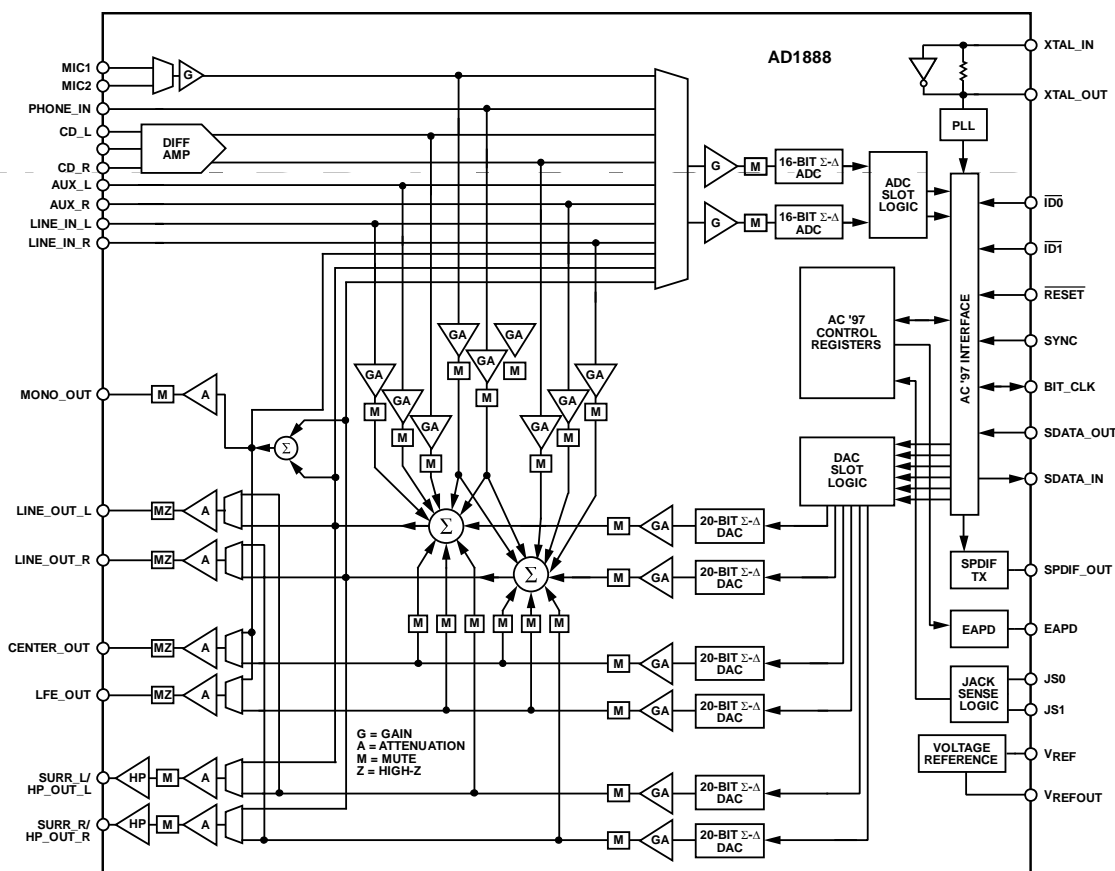 AD1888
MIC1
MIC2
PHONE_IN
CD_L
CD_R
AUX_L
AUX_R
LINE_IN_L
LINE_IN_R
MONO_OUT
LINE_OUT_L
LINE_OUT_R
CENTER_OUT
LFE_OUT
SURR_L/
HP_OUT_L
SURR_R/
HP_OUT_R
G
DIFF
AMP
G
M
16-BIT Σ-Δ
ADC
G
M
16-BIT Σ-Δ
ADC
ADC
SLOT
LOGIC
PLL
AC '97
CONTROL
REGISTERS
AC '97 INTERFACE
DAC
SLOT
LOGIC
GA
M
GA
M
GA
M
GA
M
GA
M
GA
M
GA
M
GA
M
GA
M
M
A
Σ
MZ
A
Σ
M
GA
20-BIT Σ-Δ
DAC
MZ
A
Σ
M
GA
20-BIT Σ-Δ
DAC
M
M
M
M
M
M
MZ
A
M
GA
20-BIT Σ-Δ
DAC
MZ
A
M
GA
20-BIT Σ-Δ
DAC
G = GAIN
A = ATTENUATION
M = MUTE
Z = HIGH-Z
HP
M
A
M
GA
20-BIT Σ-Δ
DAC
HP
M
A
M
GA
20-BIT Σ-Δ
DAC
SPDIF
TX
EAPD
JACK
SENSE
LOGIC
VOLTAGE
REFERENCE
XTAL_IN
XTAL_OUT
ID0
ID1
RESET
SYNC
BIT_CLK
SDATA_OUT
SDATA_IN
SPDIF_OUT
EAPD
JS0
JS1
VREF
VREFOUT